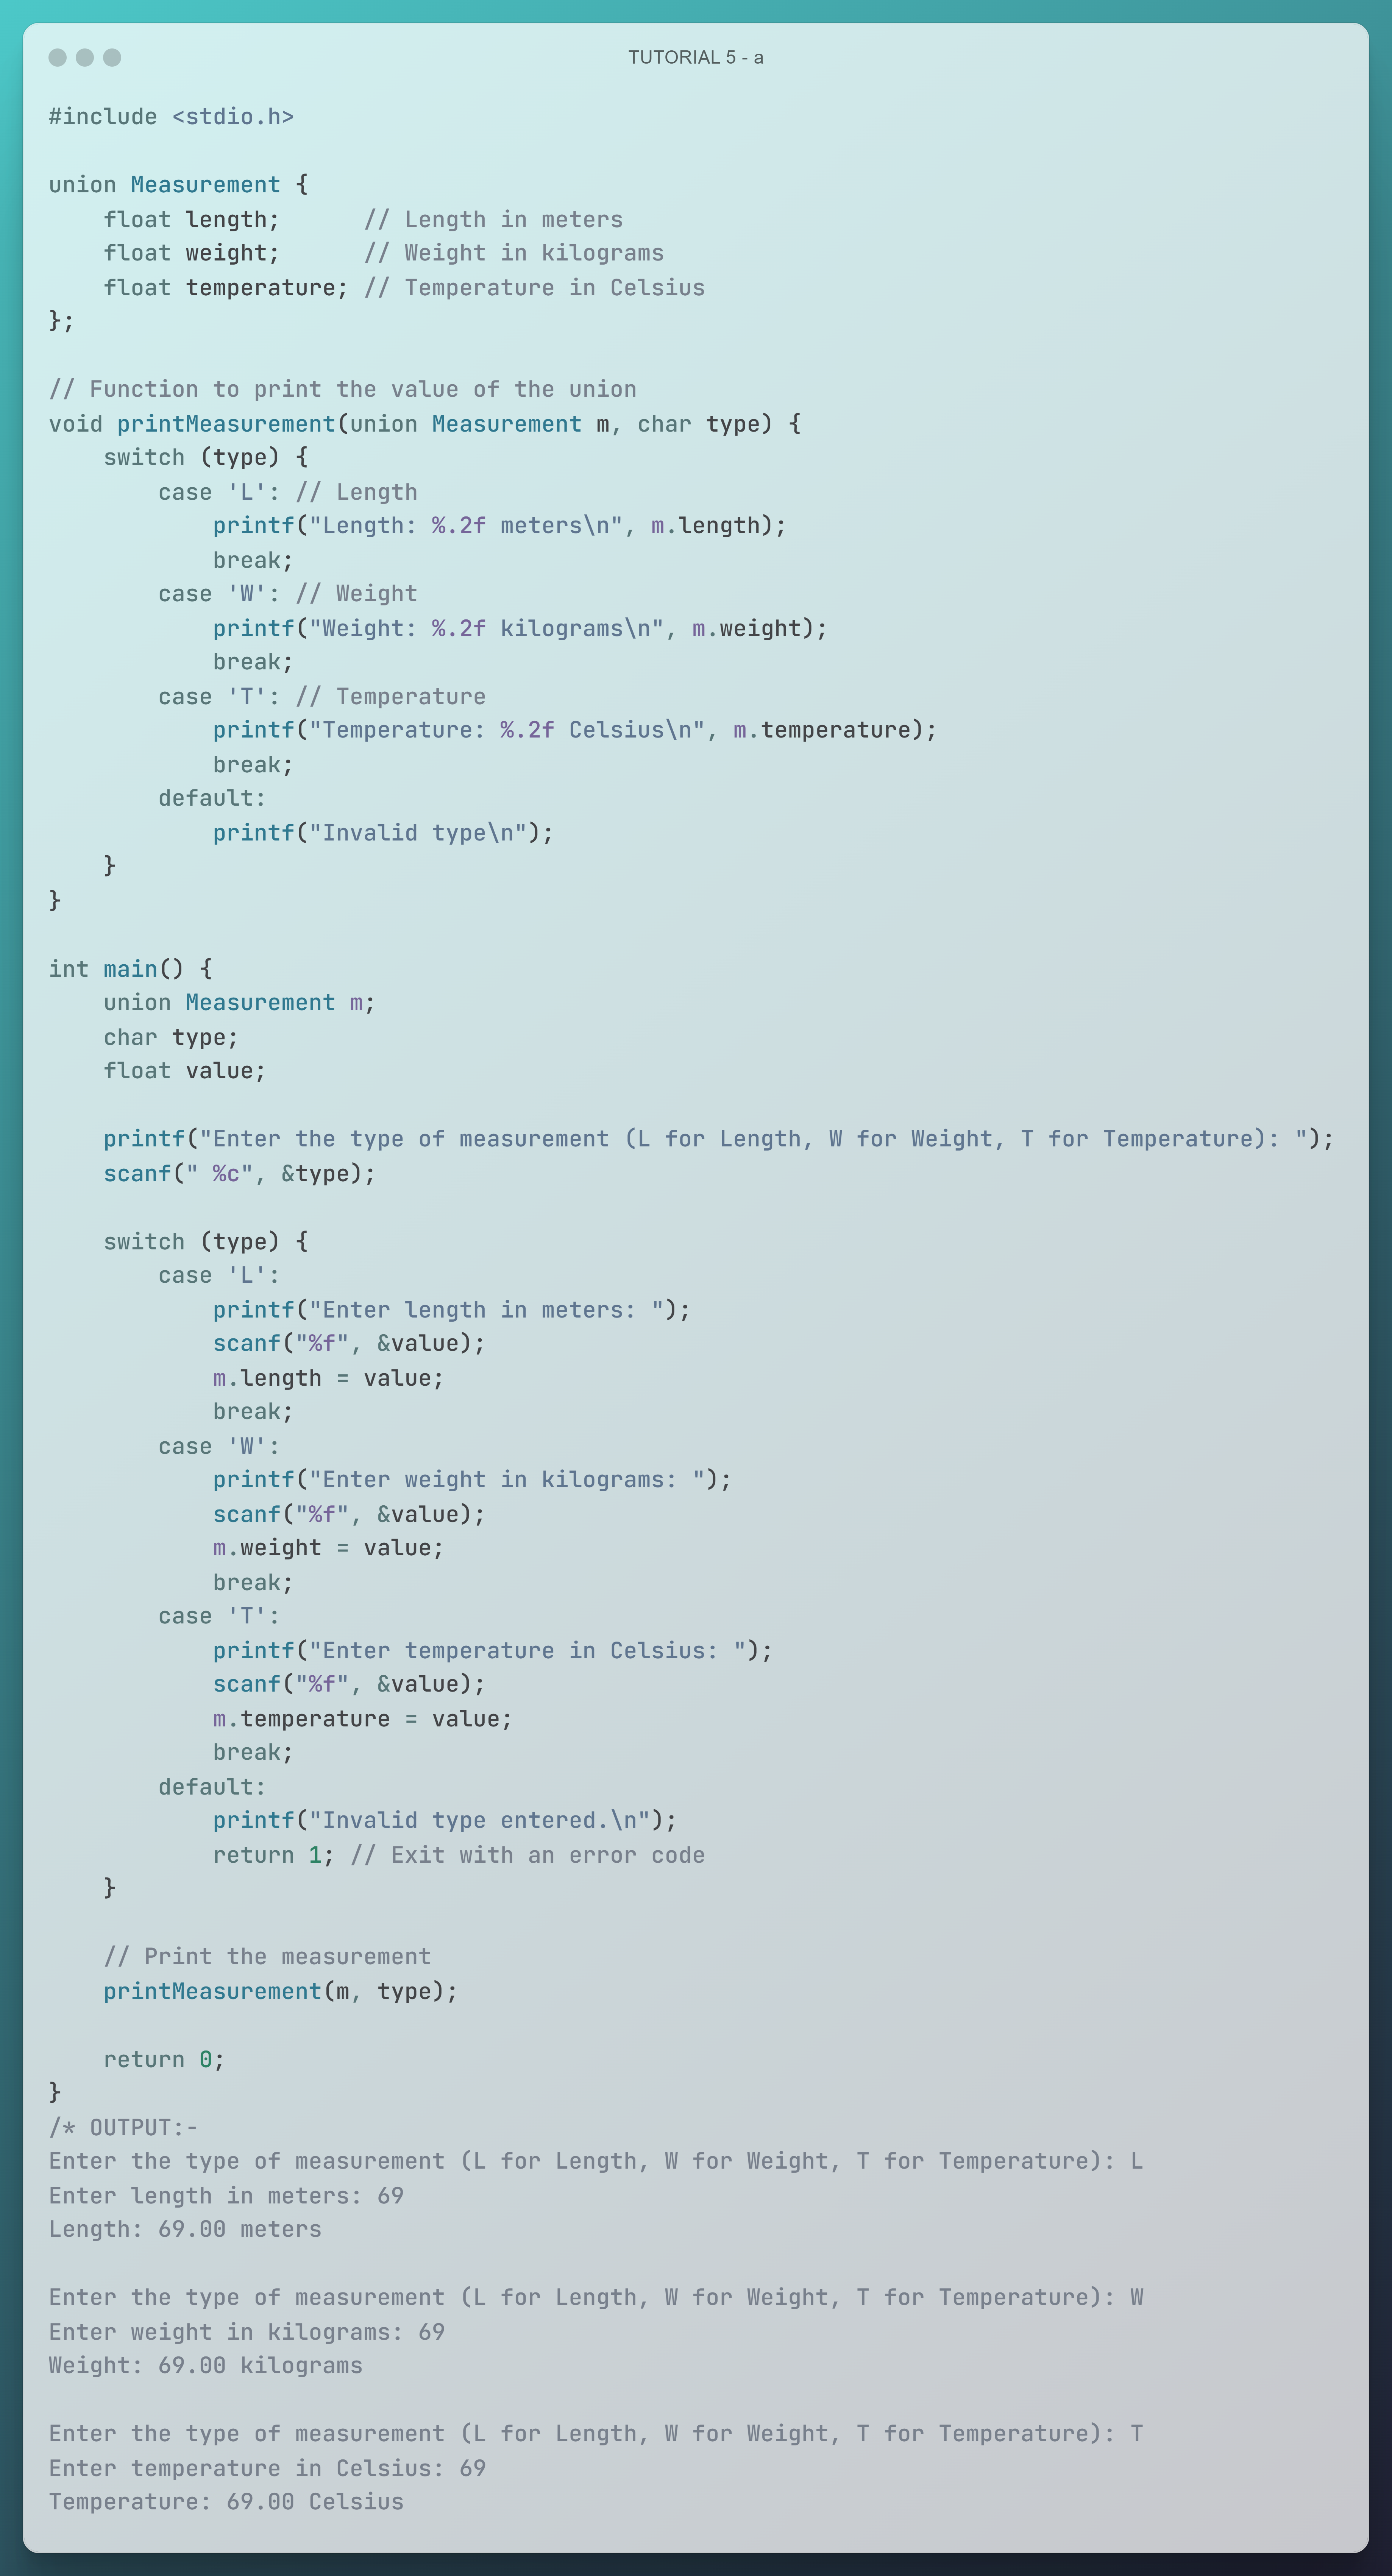 TUTORIAL 5 - a
#include <stdio.h>

union Measurement {
    float length;      // Length in meters
    float weight;      // Weight in kilograms
    float temperature; // Temperature in Celsius
};

// Function to print the value of the union
void printMeasurement(union Measurement m, char type) {
    switch (type) {
        case 'L': // Length
            printf("Length: %.2f meters\n", m.length);
            break;
        case 'W': // Weight
            printf("Weight: %.2f kilograms\n", m.weight);
            break;
        case 'T': // Temperature
            printf("Temperature: %.2f Celsius\n", m.temperature);
            break;
        default:
            printf("Invalid type\n");
    }
}

int main() {
    union Measurement m;
    char type;
    float value;

    printf("Enter the type of measurement (L for Length, W for Weight, T for Temperature): ");
    scanf(" %c", &type);

    switch (type) {
        case 'L':
            printf("Enter length in meters: ");
            scanf("%f", &value);
            m.length = value;
            break;
        case 'W':
            printf("Enter weight in kilograms: ");
            scanf("%f", &value);
            m.weight = value;
            break;
        case 'T':
            printf("Enter temperature in Celsius: ");
            scanf("%f", &value);
            m.temperature = value;
            break;
        default:
            printf("Invalid type entered.\n");
            return 1; // Exit with an error code
    }

    // Print the measurement
    printMeasurement(m, type);

    return 0;
}
/* OUTPUT:-
Enter the type of measurement (L for Length, W for Weight, T for Temperature): L
Enter length in meters: 69
Length: 69.00 meters

Enter the type of measurement (L for Length, W for Weight, T for Temperature): W
Enter weight in kilograms: 69
Weight: 69.00 kilograms

Enter the type of measurement (L for Length, W for Weight, T for Temperature): T
Enter temperature in Celsius: 69
Temperature: 69.00 Celsius